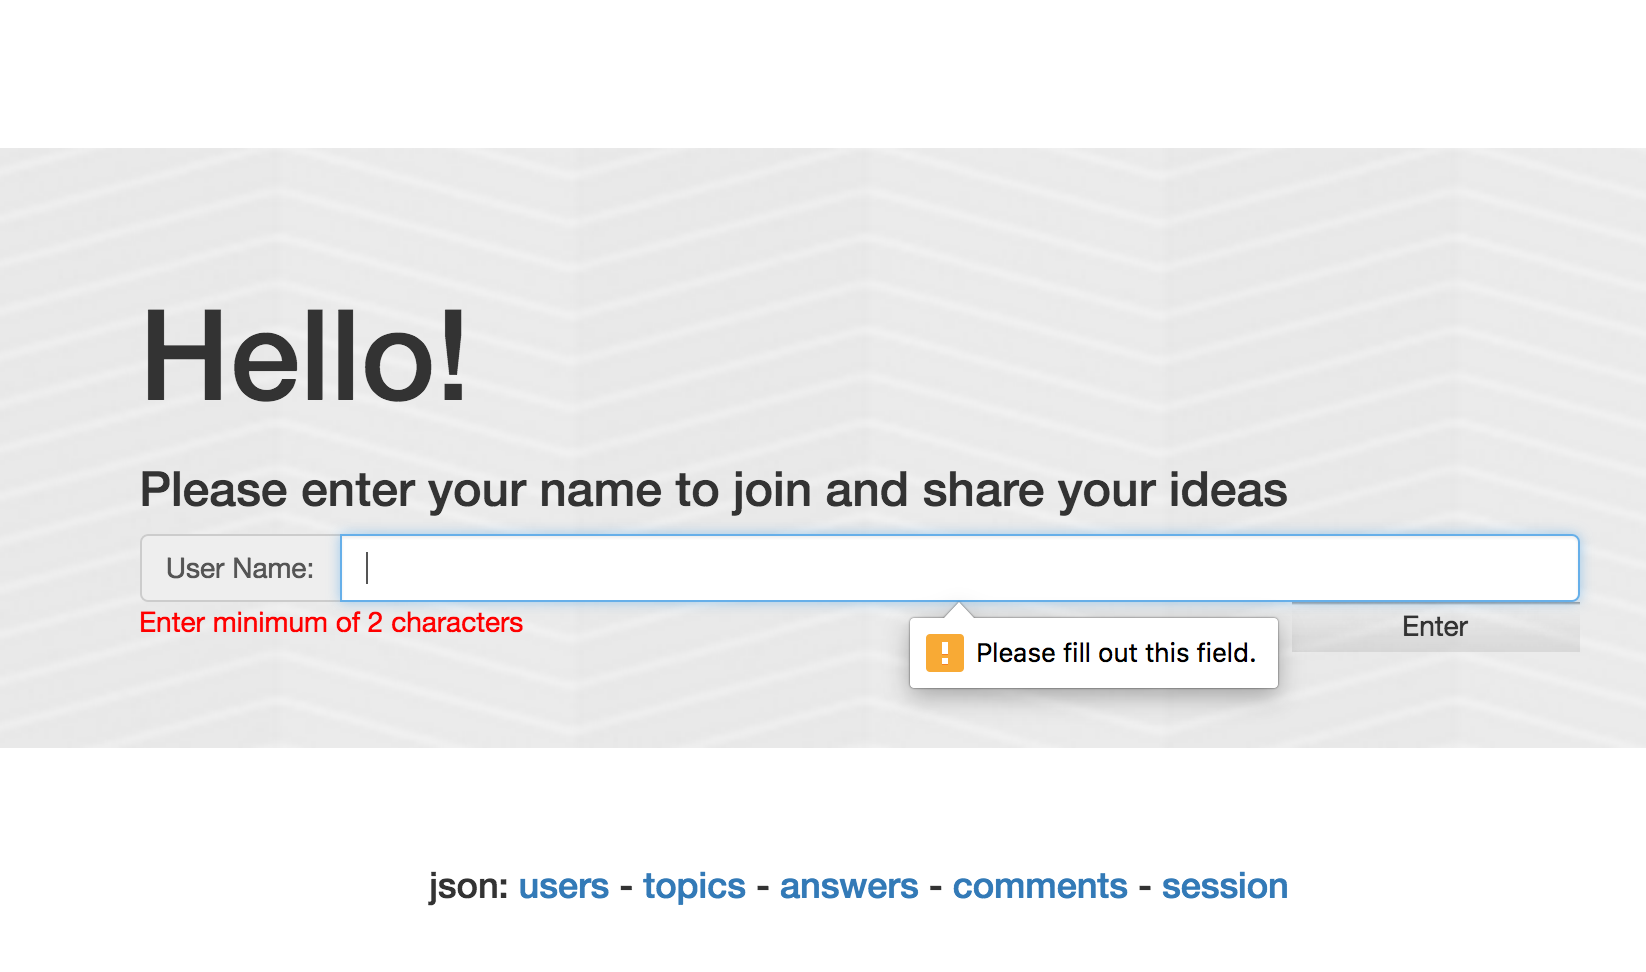 Hello!
Please enter your name to join and share your ideas
User Name:
Enter minimum of 2 characters
Enter
! Please fill out this field.
json: users - topics - answers - comments - session